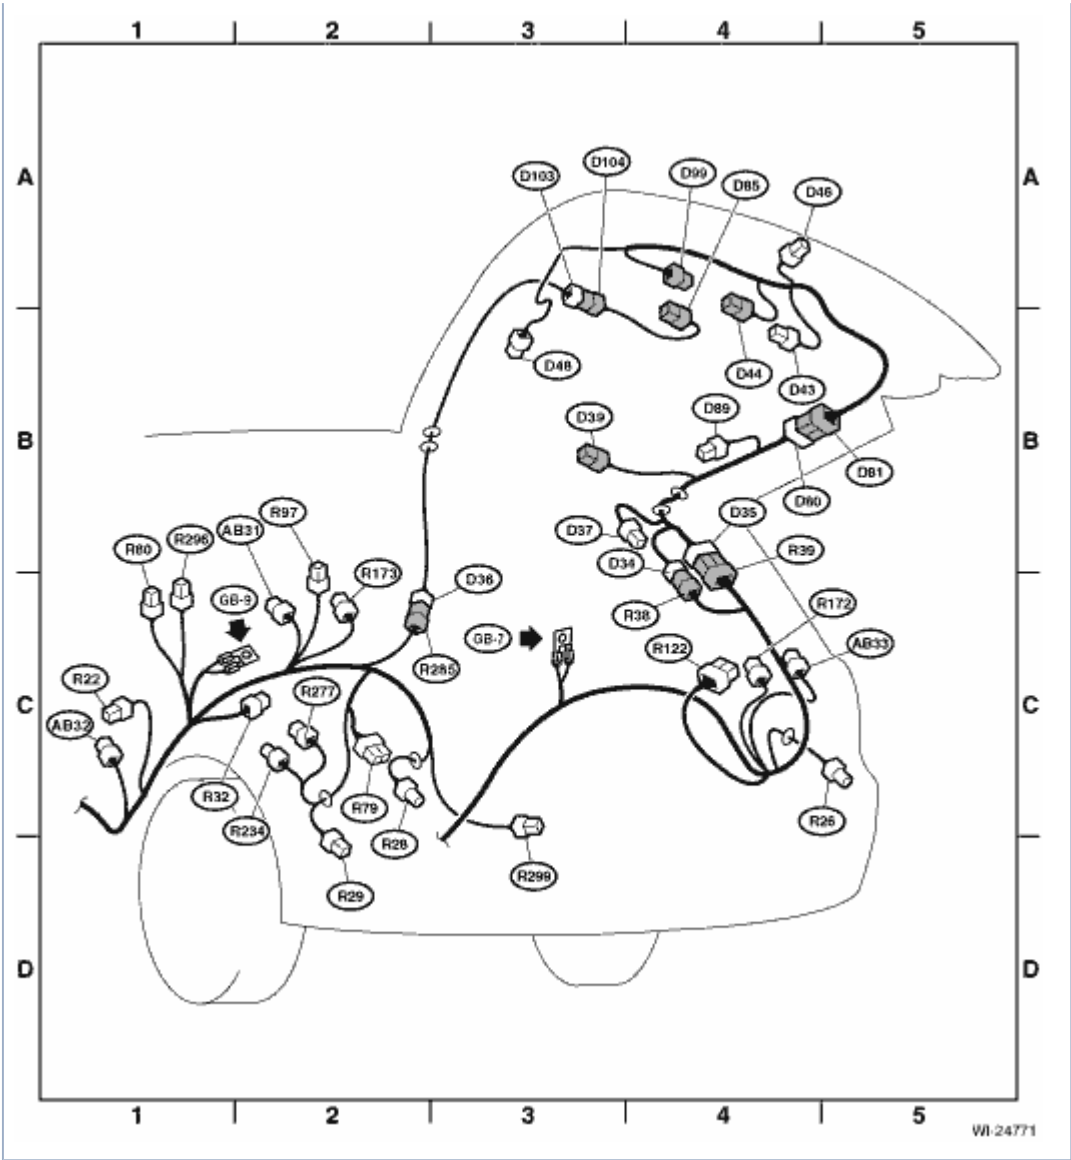 1 2 3 4 5
A A
D103 D104 D99 D85 D46
D48 D44 D43
B B
D39 D89
D81
D80
R97 D35
AB31
R80 R296 D37 R39
R173 D36 D34
GB-9 R172
R38
GB-7 R122 AB33
R285
R22 R277
C C
AB32
R32 R79 R26
R234 R28
R299
R29
D D
1 2 3 4 5
WI-24771